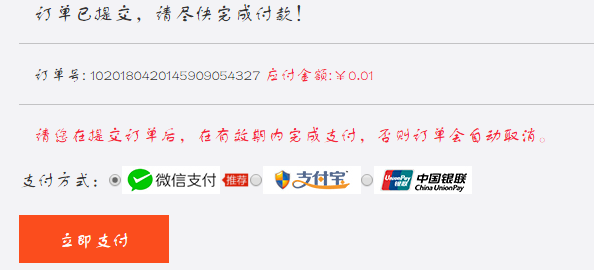 订单已提交，请尽快完成付款！
订单号：1020180420145909054327 应付金额:￥0.01
请您在提交订单后，在有效期内完成支付，否则订单会自动取消。
支付方式： 微信支付 推荐 支付宝 UnionPay 银联 中国银联 China UnionPay
立即支付